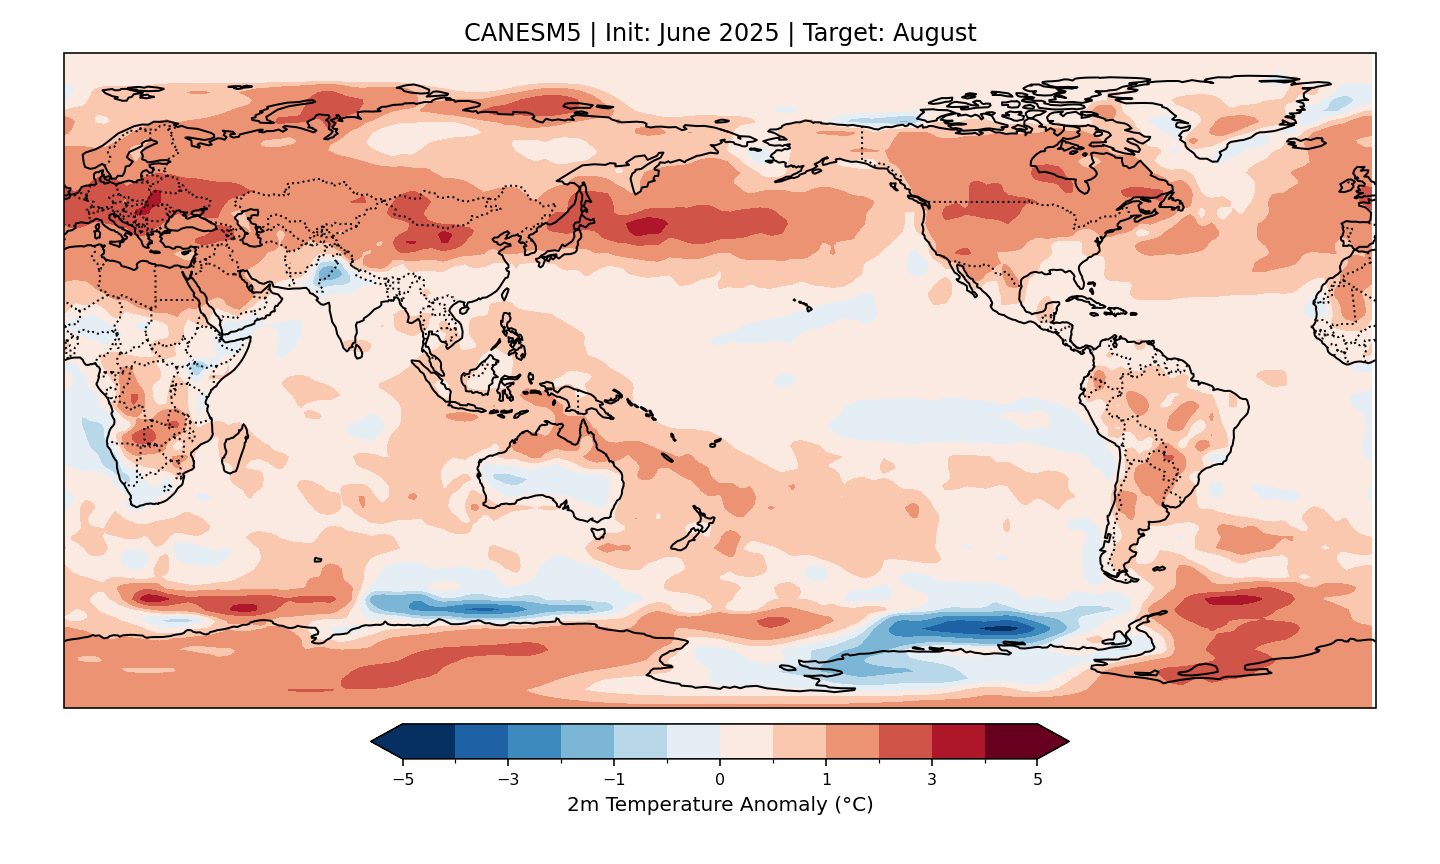 CANESM5 | Init: June 2025 | Target: August
−5 −3 −1 0 1 3 5
2m Temperature Anomaly (°C)